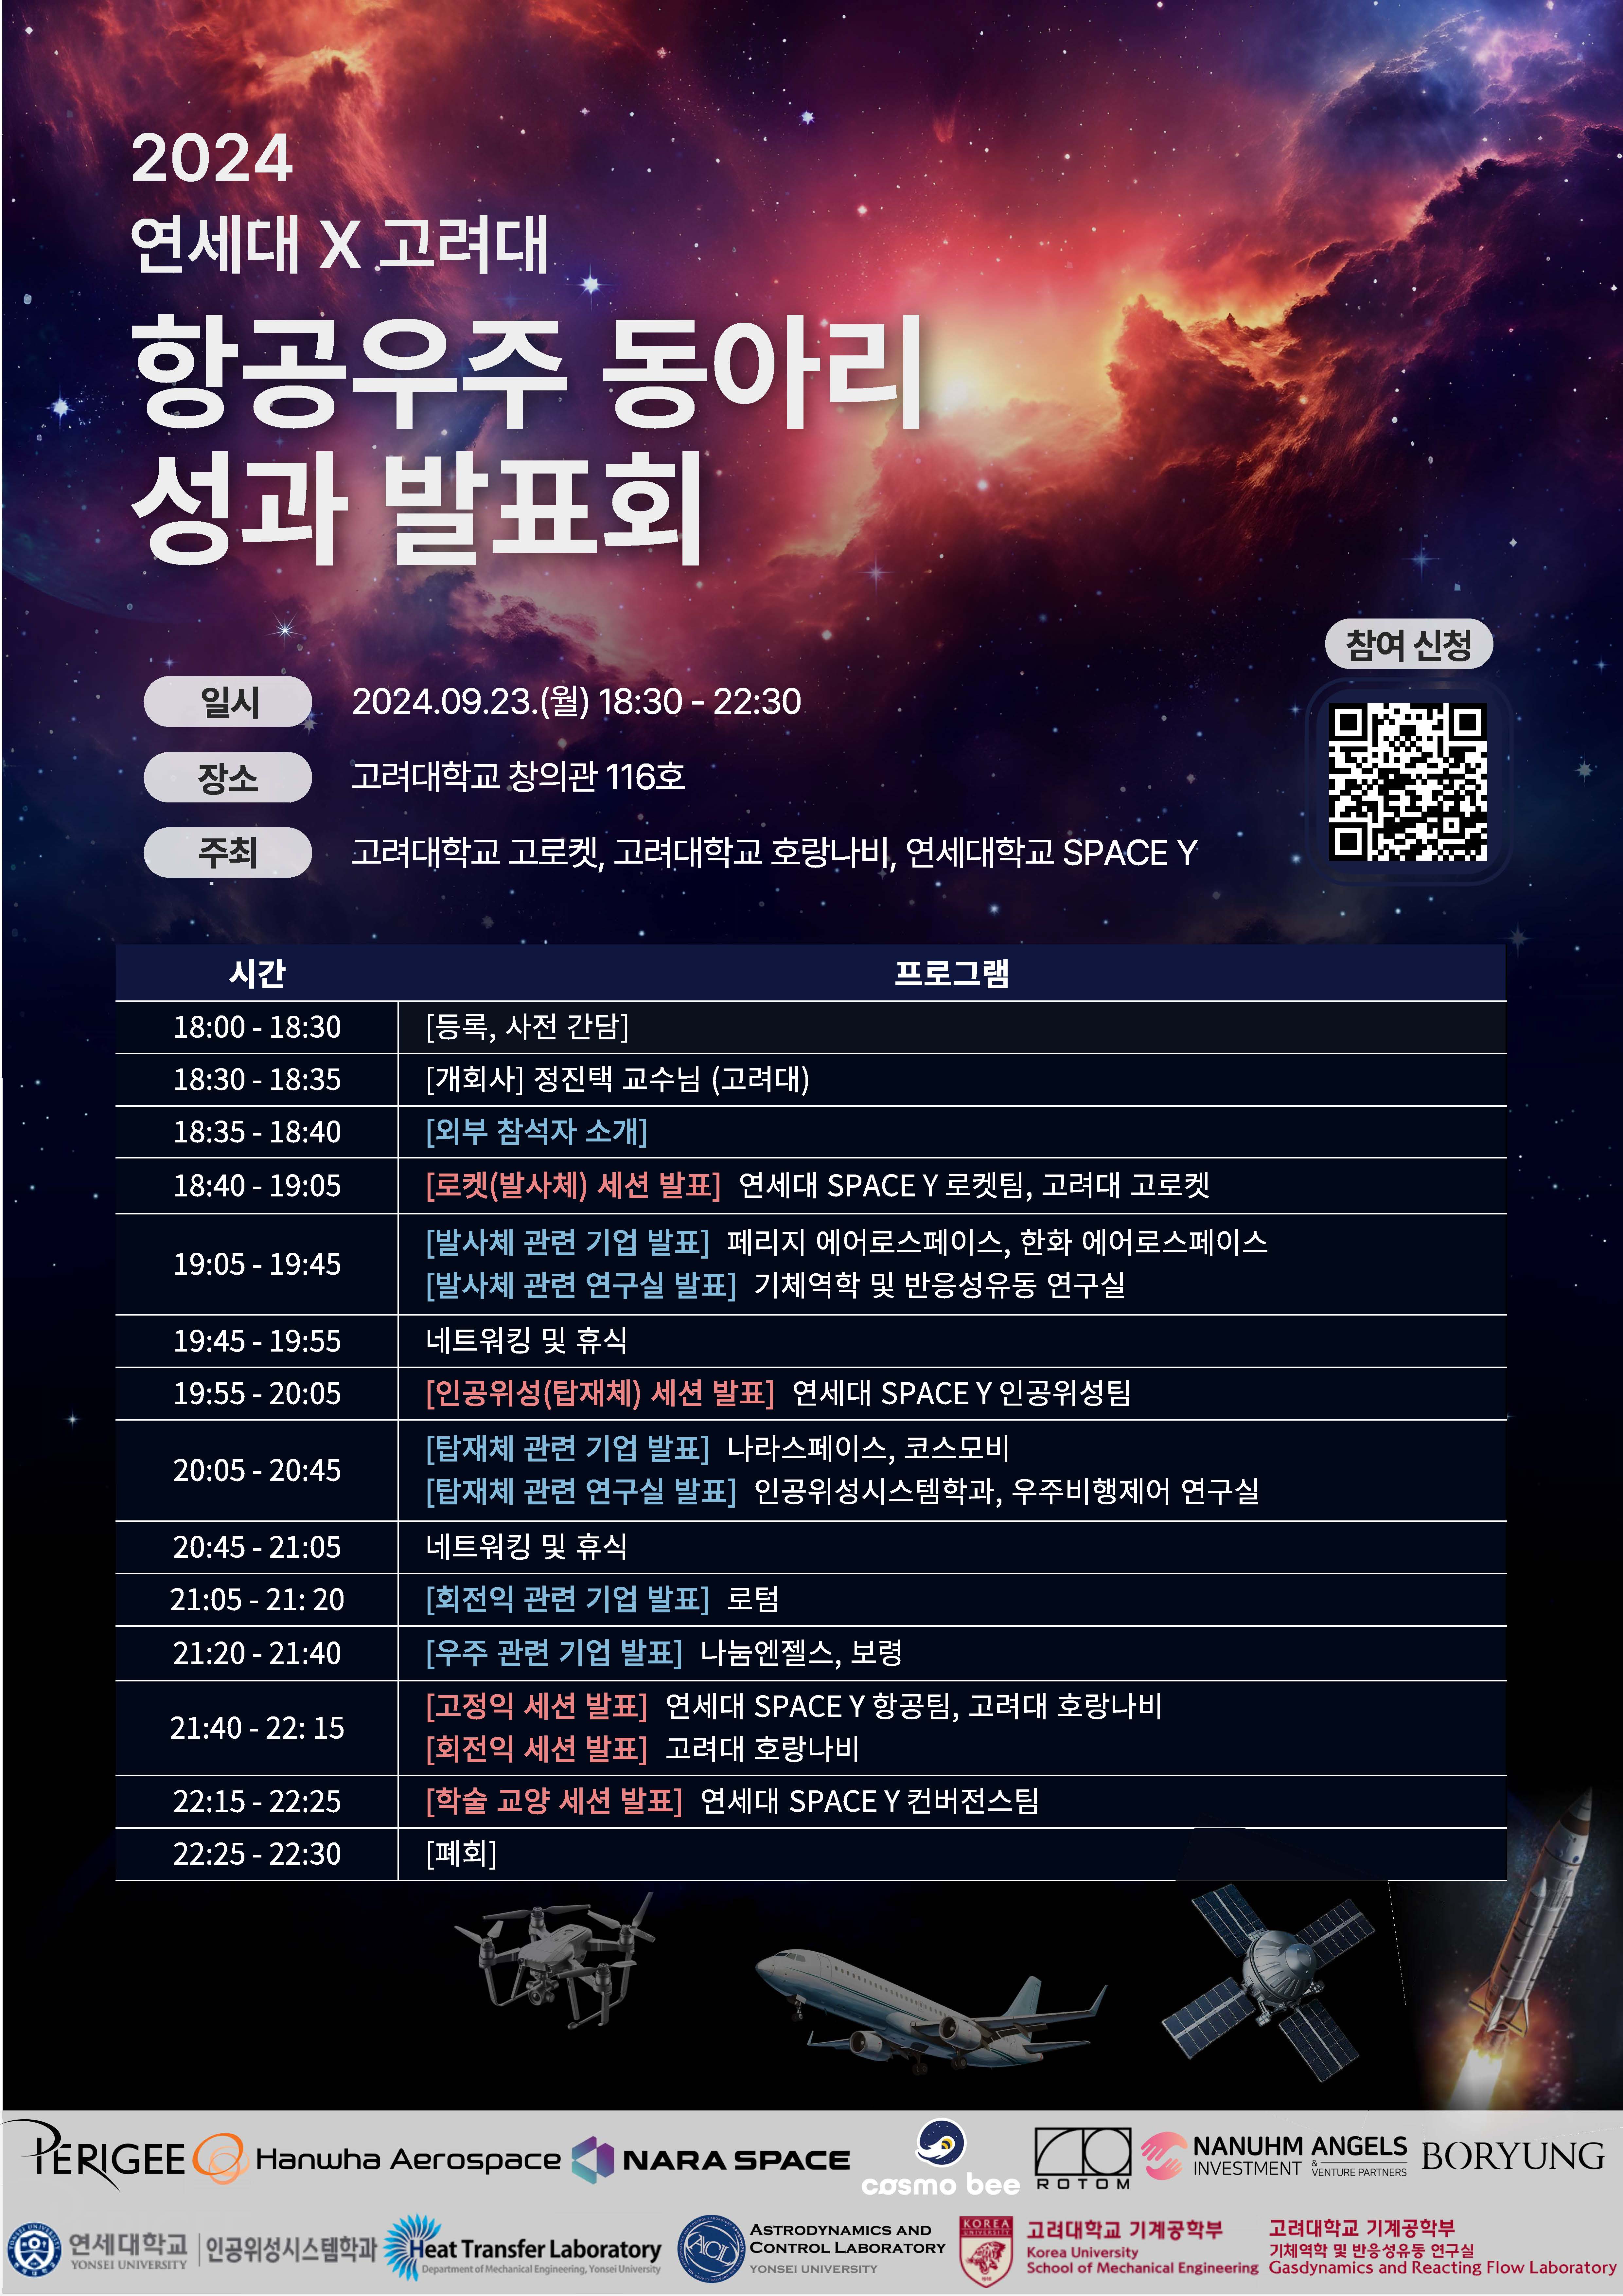 2024
연세대 X 고려대
항공우주 동아리
성과 발표회
참여 신청
일시 2024.09.23.(월) 18:30 - 22:30
장소 고려대학교 창의관 116호
주최 고려대학교 고로켓, 고려대학교 호랑나비, 연세대학교 SPACE Y
시간 프로그램
18:00 - 18:30 [등록, 사전 간담]
18:30 - 18:35 [개회사] 정진택 교수님 (고려대)
18:35 - 18:40 [외부 참석자 소개]
18:40 - 19:05 [로켓(발사체) 세션 발표] 연세대 SPACE Y 로켓팀, 고려대 고로켓
19:05 - 19:45 [발사체 관련 기업 발표] 페리지 에어로스페이스, 한화 에어로스페이스
[발사체 관련 연구실 발표] 기체역학 및 반응성유동 연구실
19:45 - 19:55 네트워킹 및 휴식
19:55 - 20:05 [인공위성(탑재체) 세션 발표] 연세대 SPACE Y 인공위성팀
20:05 - 20:45 [탑재체 관련 기업 발표] 나라스페이스, 코스모비
[탑재체 관련 연구실 발표] 인공위성시스템학과, 우주비행제어 연구실
20:45 - 21:05 네트워킹 및 휴식
21:05 - 21: 20 [회전익 관련 기업 발표] 로텀
21:20 - 21:40 [우주 관련 기업 발표] 나눔엔젤스, 보령
21:40 - 22: 15 [고정익 세션 발표] 연세대 SPACE Y 항공팀, 고려대 호랑나비
[회전익 세션 발표] 고려대 호랑나비
22:15 - 22:25 [학술 교양 세션 발표] 연세대 SPACE Y 컨버전스팀
22:25 - 22:30 [폐회]
PERIGEE
Hanwha Aerospace
NARA SPACE
cosmo bee
ROTOM
NANUHM ANGELS
INVESTMENT & VENTURE PARTNERS
BORYUNG
연세대학교
YONSEI UNIVERSITY
인공위성시스템학과
Heat Transfer Laboratory
Department of Mechanical Engineering, Yonsei University
ACL
ASTRODYNAMICS AND
CONTROL LABORATORY
YONSEI UNIVERSITY
KOREA
UNIVERSITY
고려대학교 기계공학부
Korea University
School of Mechanical Engineering
고려대학교 기계공학부
기체역학 및 반응성유동 연구실
Gasdynamics and Reacting Flow Laboratory